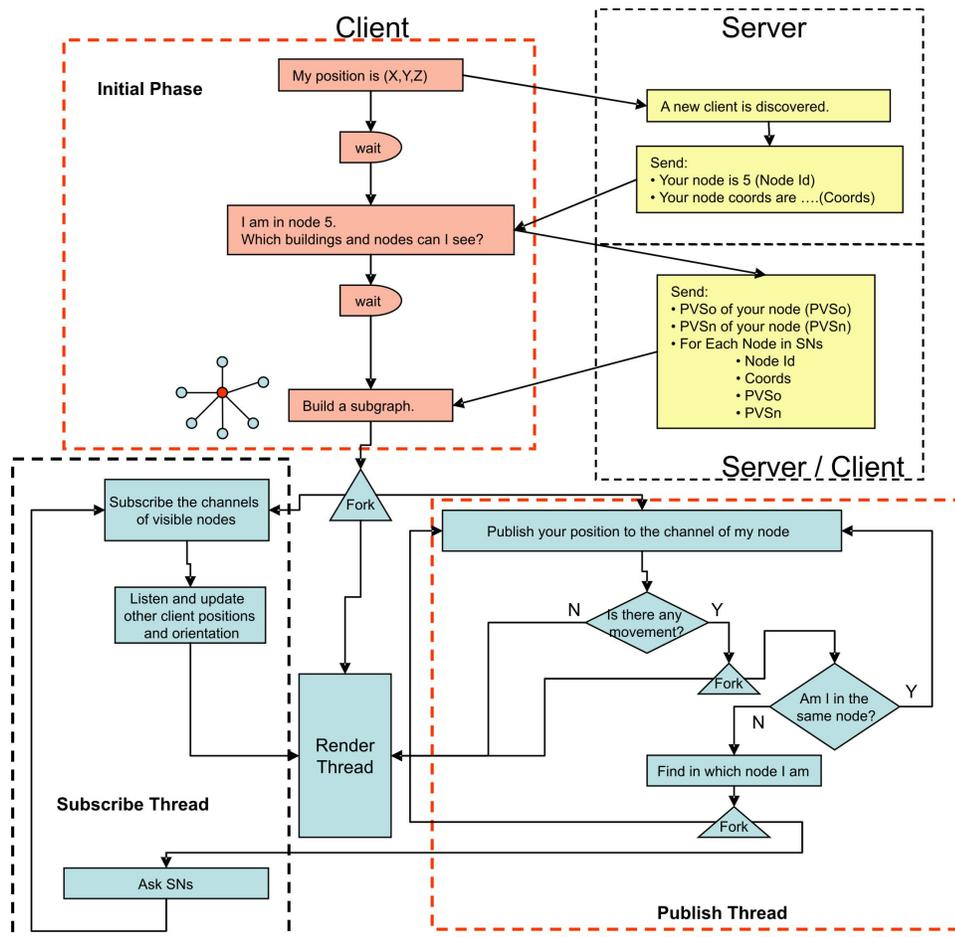 Client
Server
Initial Phase
My position is (X,Y,Z)
A new client is discovered.
wait
Send:
• Your node is 5 (Node Id)
• Your node coords are ....(Coords)
I am in node 5.
Which buildings and nodes can I see?
wait
Send:
• PVSo of your node (PVSo)
• PVSn of your node (PVSn)
• For Each Node in SNs
• Node Id
• Coords
• PVSo
• PVSn
Build a subgraph.
Server / Client
Fork
Subscribe the channels
of visible nodes
Publish your position to the channel of my node
Listen and update
other client positions
and orientation
N
Is there any
movement?
Y
Fork
Am I in the
same node?
Y
N
Render
Thread
Find in which node I am
Subscribe Thread
Fork
Ask SNs
Publish Thread